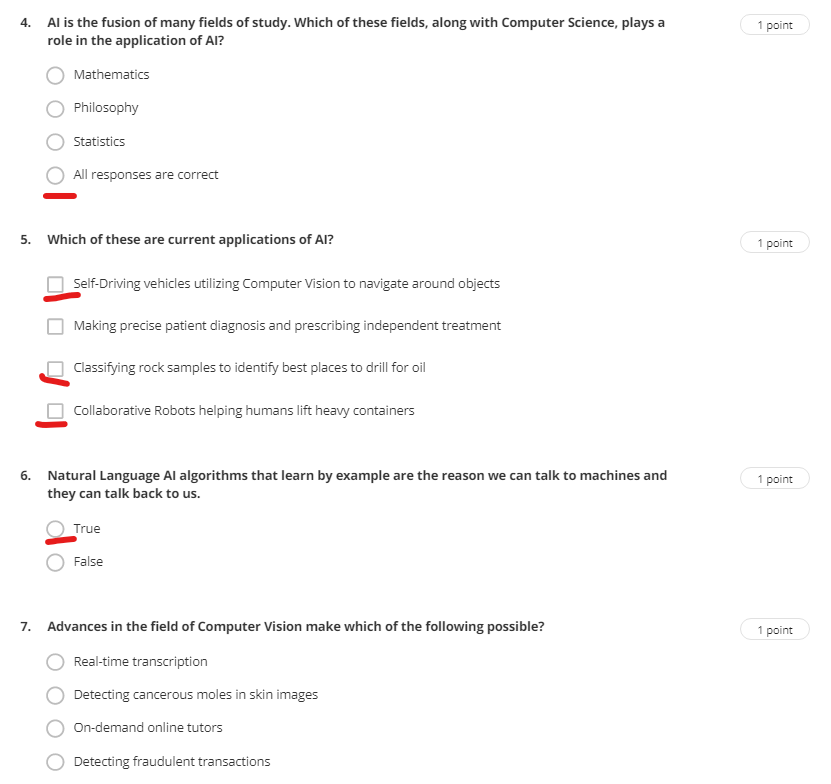 4. AI is the fusion of many fields of study. Which of these fields, along with Computer Science, plays a
1 point
role in the application of AI?
Mathematics
Philosophy
Statistics
All responses are correct
5. Which of these are current applications of AI?
1 point
Self-Driving vehicles utilizing Computer Vision to navigate around objects
Making precise patient diagnosis and prescribing independent treatment
Classifying rock samples to identify best places to drill for oil
Collaborative Robots helping humans lift heavy containers
6. Natural Language AI algorithms that learn by example are the reason we can talk to machines and
1 point
they can talk back to us.
True
False
7. Advances in the field of Computer Vision make which of the following possible?
1 point
Real-time transcription
Detecting cancerous moles in skin images
On-demand online tutors
Detecting fraudulent transactions